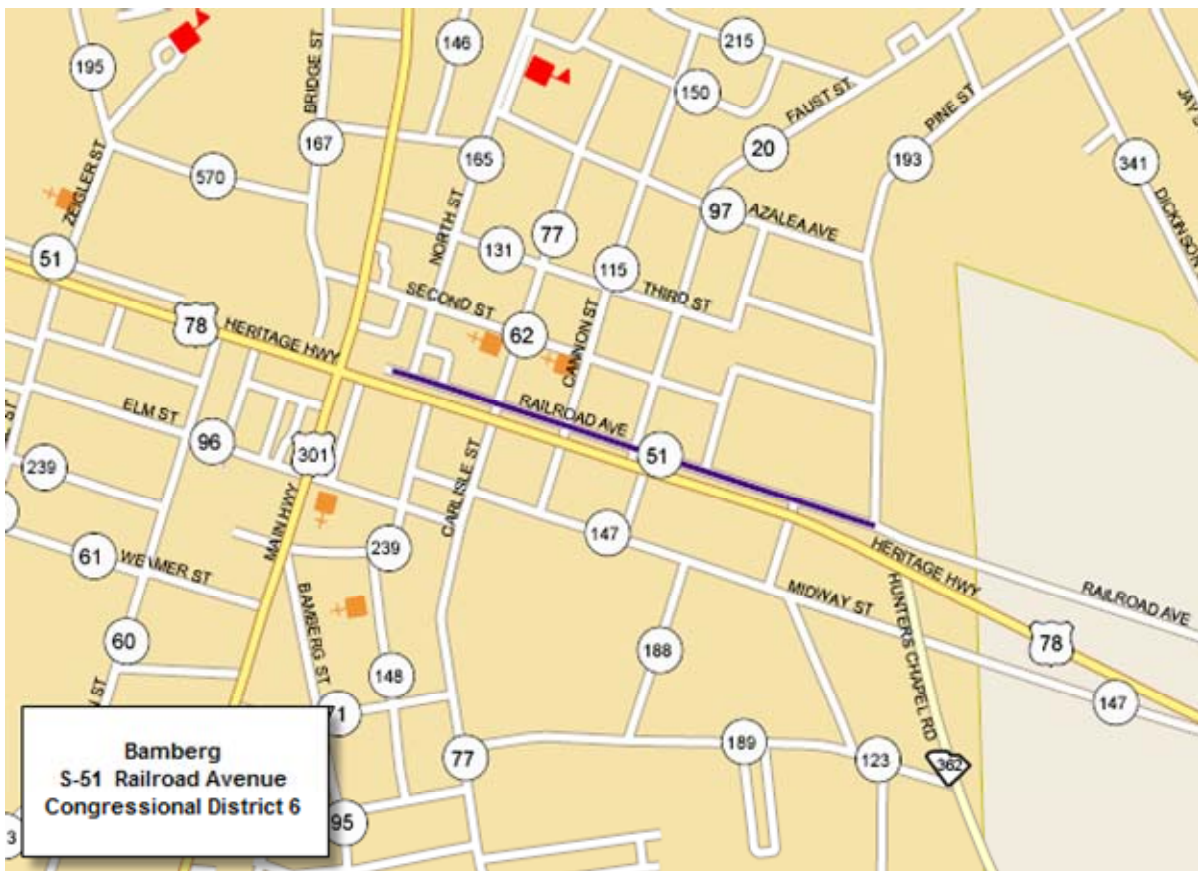 195
BRIDGE ST
146
215
150
FAUST ST
PINE ST
167
165
20
193
341
ZEIGLER ST
570
NORTH ST
97
AZALEA AVE
DICKINSON
77
131
51
115
THIRD ST
SECOND ST
78
HERITAGE HWY
62
CANNON ST
ELM ST
RAILROAD AVE
96
301
51
239
CARLISLE ST
MAIN HWY
147
HERITAGE HWY
239
61
WEAMER ST
MIDWAY ST
HUNTERS CHAPEL RD
RAILROAD AVE
BAMBERG ST
60
188
78
148
147
71
77
189
123
362
95
Bamberg
S-51 Railroad Avenue
Congressional District 6